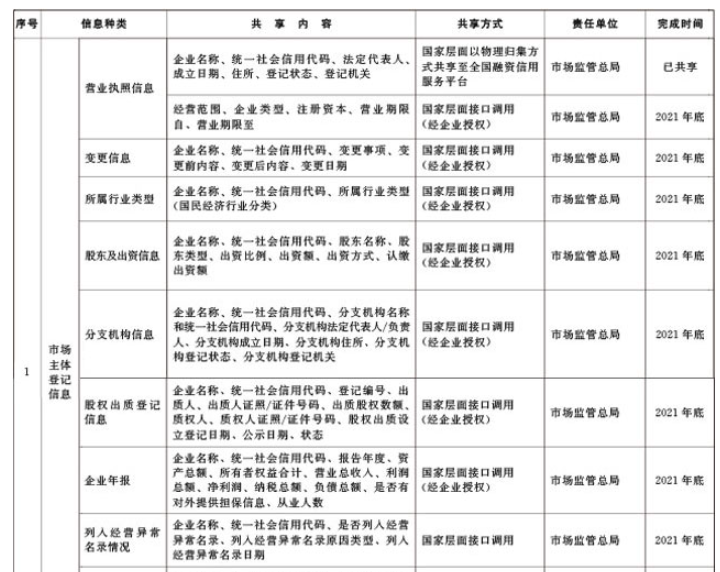 序号 信息种类 共享内容 共享方式 责任单位 完成时间
1
市场
主体
登记
信息
营业执照信息
企业名称、统一社会信用代码、法定代表人、
成立日期、住所、登记状态、登记机关
国家层面以物理归集方
式共享至全国融资信用
服务平台
市场监管总局
已共享
经营范围、企业类型、注册资本、营业期限
自、营业期限至
国家层面接口调用
(经企业授权)
市场监管总局
2021 年底
变更信息
企业名称、统一社会信用代码、变更事项、变
更前内容、变更后内容、变更日期
国家层面接口调用
(经企业授权)
市场监管总局
2021 年底
所属行业类型
企业名称、统一社会信用代码、所属行业类型
(国民经济行业分类)
国家层面接口调用
(经企业授权)
市场监管总局
2021 年底
股东及出资信息
企业名称、统一社会信用代码、股东名称、股
东类型、出资比例、出资额、出资方式、认缴
出资额
国家层面接口调用
(经企业授权)
市场监管总局
2021 年底
分支机构信息
企业名称、统一社会信用代码、分支机构名称
和统一社会信用代码、分支机构法定代表人/负责
人、分支机构成立日期、分支机构住所、分支机
构登记状态、分支机构登记机关
国家层面接口调用
(经企业授权)
市场监管总局
2021 年底
股权出质登记
信息
企业名称、统一社会信用代码、登记编号、出
质人、出质人证照/证件号码、出质股权数额、
质权人、质权人证照/证件号码、股权出质设
立登记日期、公示日期、状态
国家层面接口调用
(经企业授权)
市场监管总局
2021 年底
企业年报
企业名称、统一社会信用代码、报告年度、资
产总额、所有者权益合计、营业总收入、利润
总额、净利润、纳税总额、负债总额、是否有
对外提供担保信息、从业人数
国家层面接口调用
(经企业授权)
市场监管总局
2021 年底
列入经营异常
名录情况
企业名称、统一社会信用代码、是否列入经营
异常名录、列入经营异常名录原因类型、列入
经营异常名录日期
国家层面接口调用
市场监管总局
2021 年底